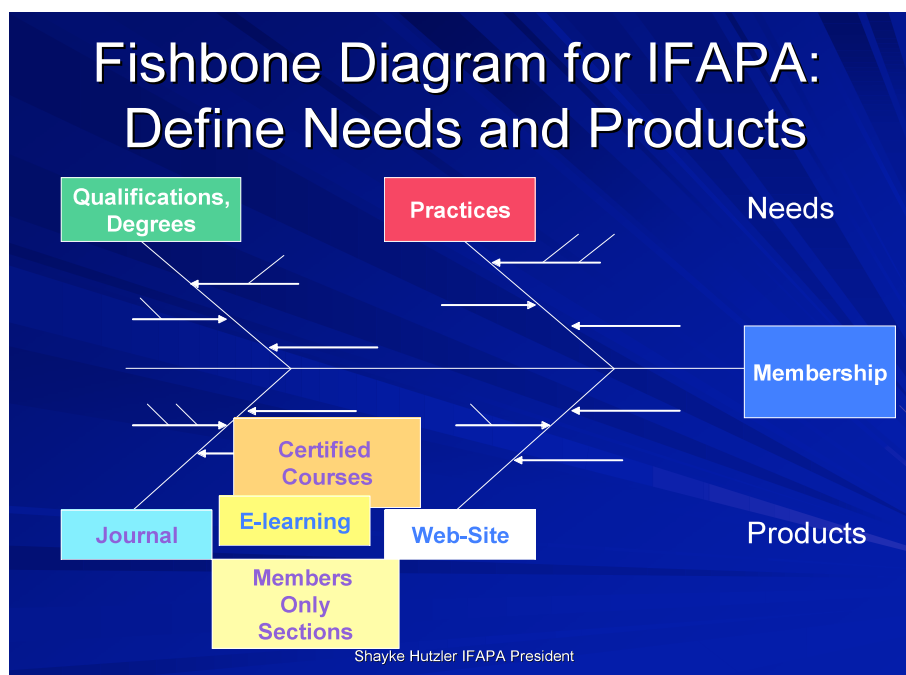 Fishbone Diagram for IFAPA:
Define Needs and Products
Qualifications,
Degrees
Practices
Needs
Membership
Certified
Courses
E-learning
Journal
Web-Site
Products
Members
Only
Sections
Shayke Hutzler IFAPA President